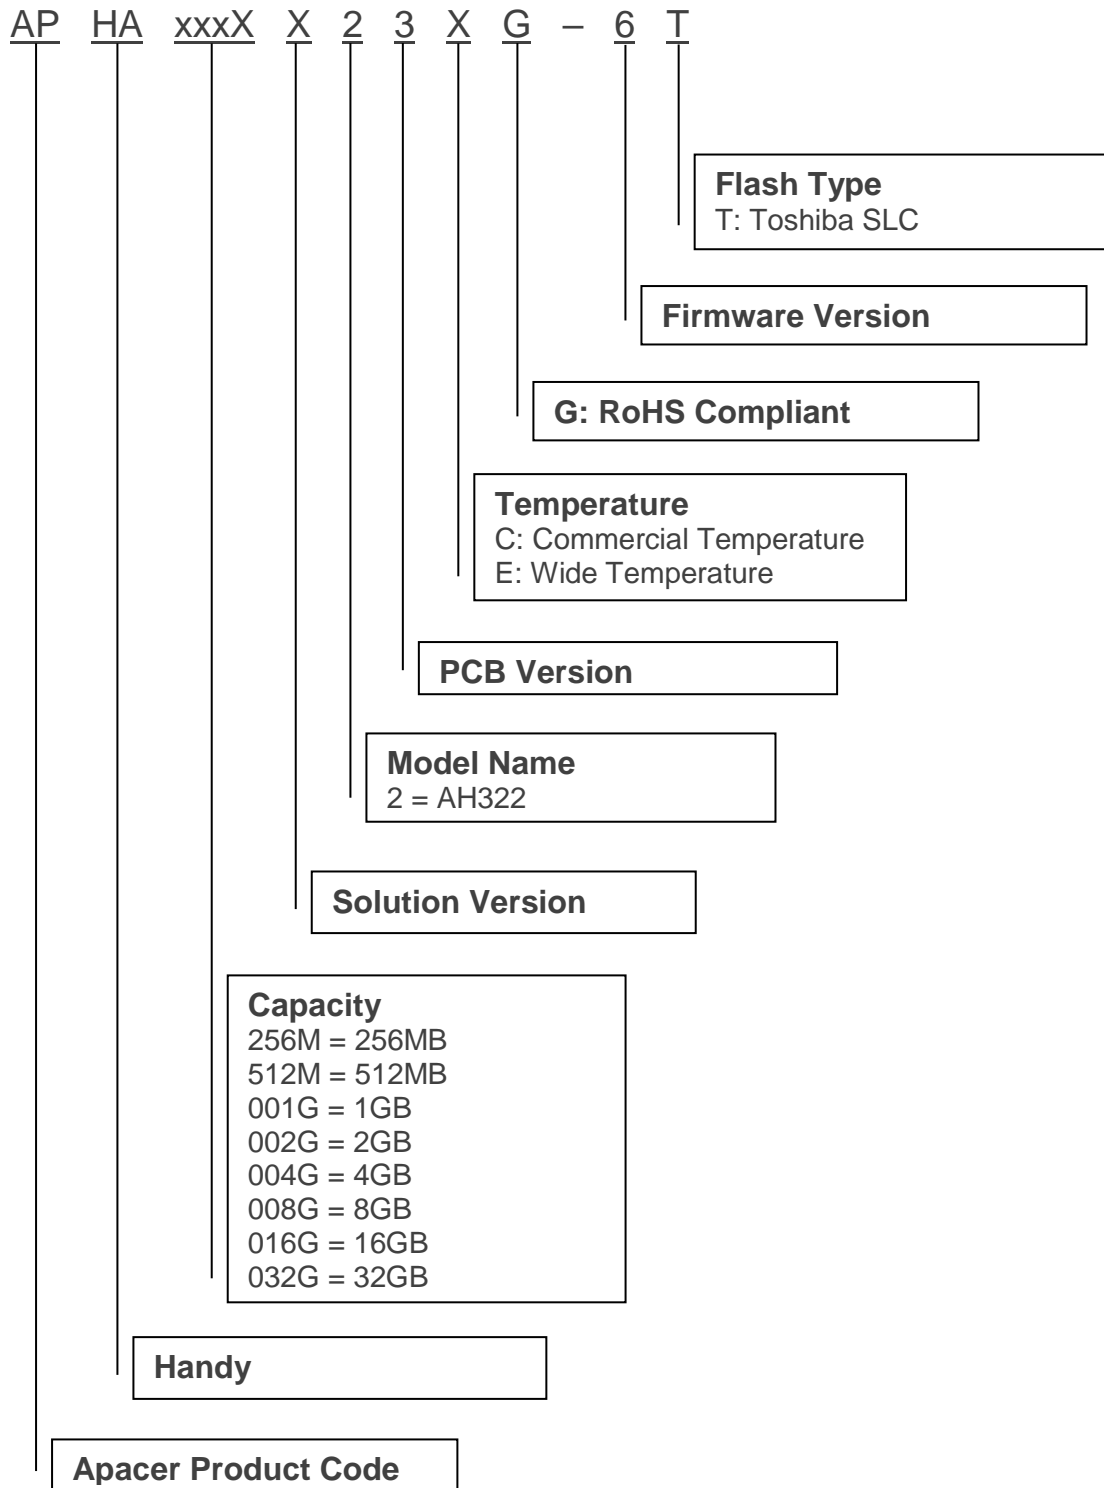 AP HA xxxX X 2 3 X G – 6 T
Flash Type
T: Toshiba SLC
Firmware Version
G: RoHS Compliant
Temperature
C: Commercial Temperature
E: Wide Temperature
PCB Version
Model Name
2 = AH322
Solution Version
Capacity
256M = 256MB
512M = 512MB
001G = 1GB
002G = 2GB
004G = 4GB
008G = 8GB
016G = 16GB
032G = 32GB
Handy
Apacer Product Code